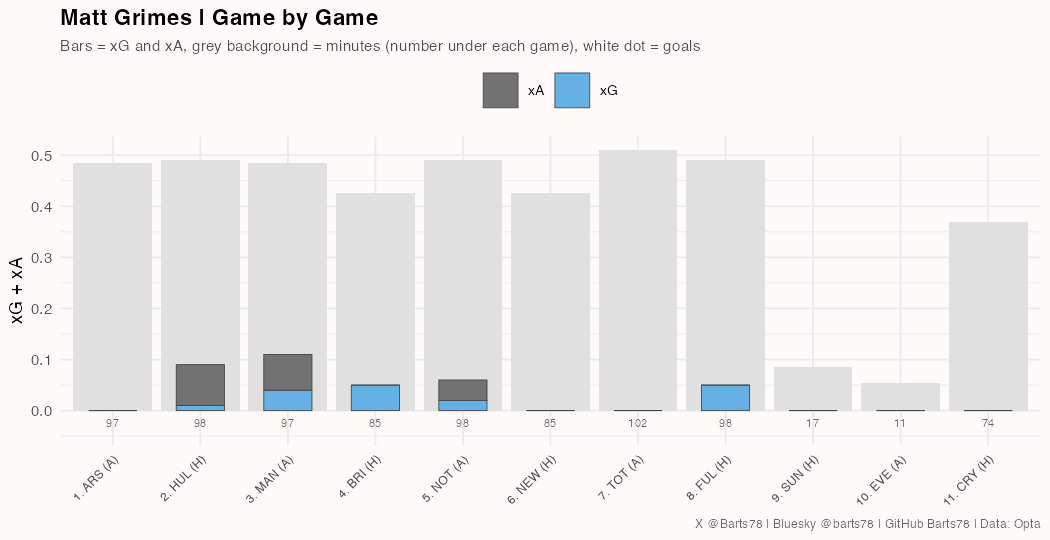 Matt Grimes | Game by Game
Bars = xG and xA, grey background = minutes (number under each game), white dot = goals
xA xG
xG + xA
0.5
0.4
0.3
0.2
0.1
0.0
97 98 97 85 98 85 102 98 17 11 74
1. ARS (A) 2. HUL (H) 3. MAN (A) 4. BRI (H) 5. NOT (A) 6. NEW (H) 7. TOT (A) 8. FUL (H) 9. SUN (H) 10. EVE (A) 11. CRY (H)
X @Barts78 | Bluesky @barts78 | GitHub Barts78 | Data: Opta